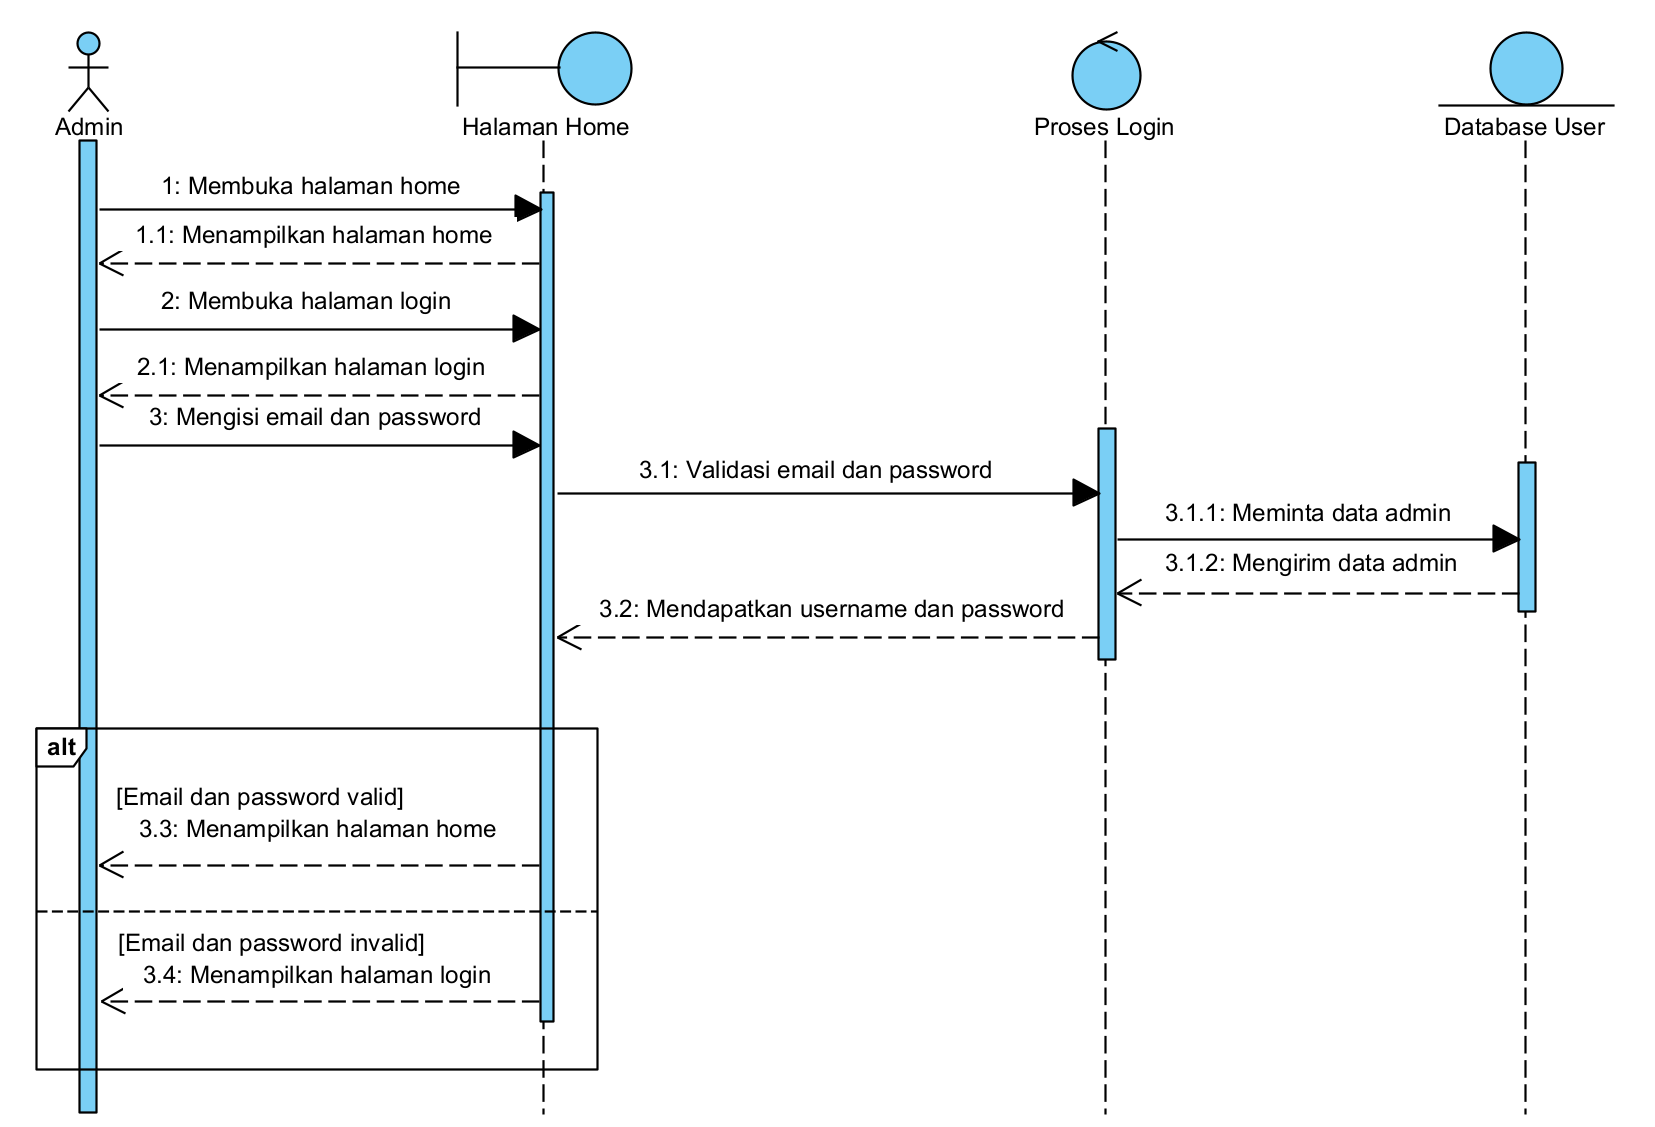 Admin
Halaman Home
Proses Login
Database User
1: Membuka halaman home
1.1: Menampilkan halaman home
2: Membuka halaman login
2.1: Menampilkan halaman login
3: Mengisi email dan password
3.1: Validasi email dan password
3.1.1: Meminta data admin
3.1.2: Mengirim data admin
3.2: Mendapatkan username dan password
alt
[Email dan password valid]
3.3: Menampilkan halaman home
[Email dan password invalid]
3.4: Menampilkan halaman login